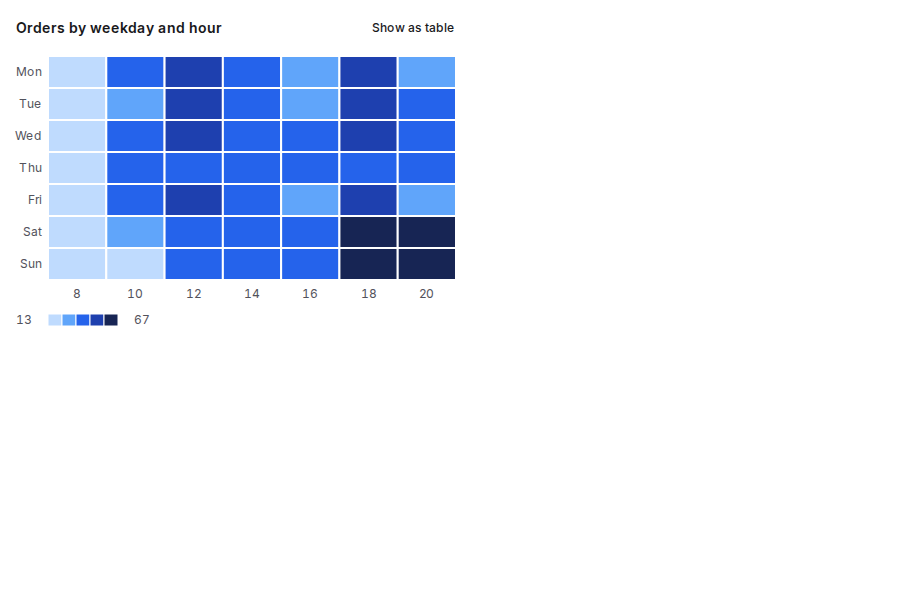 Orders by weekday and hour Show as table
Mon
Tue
Wed
Thu
Fri
Sat
Sun
8 10 12 14 16 18 20
13 67